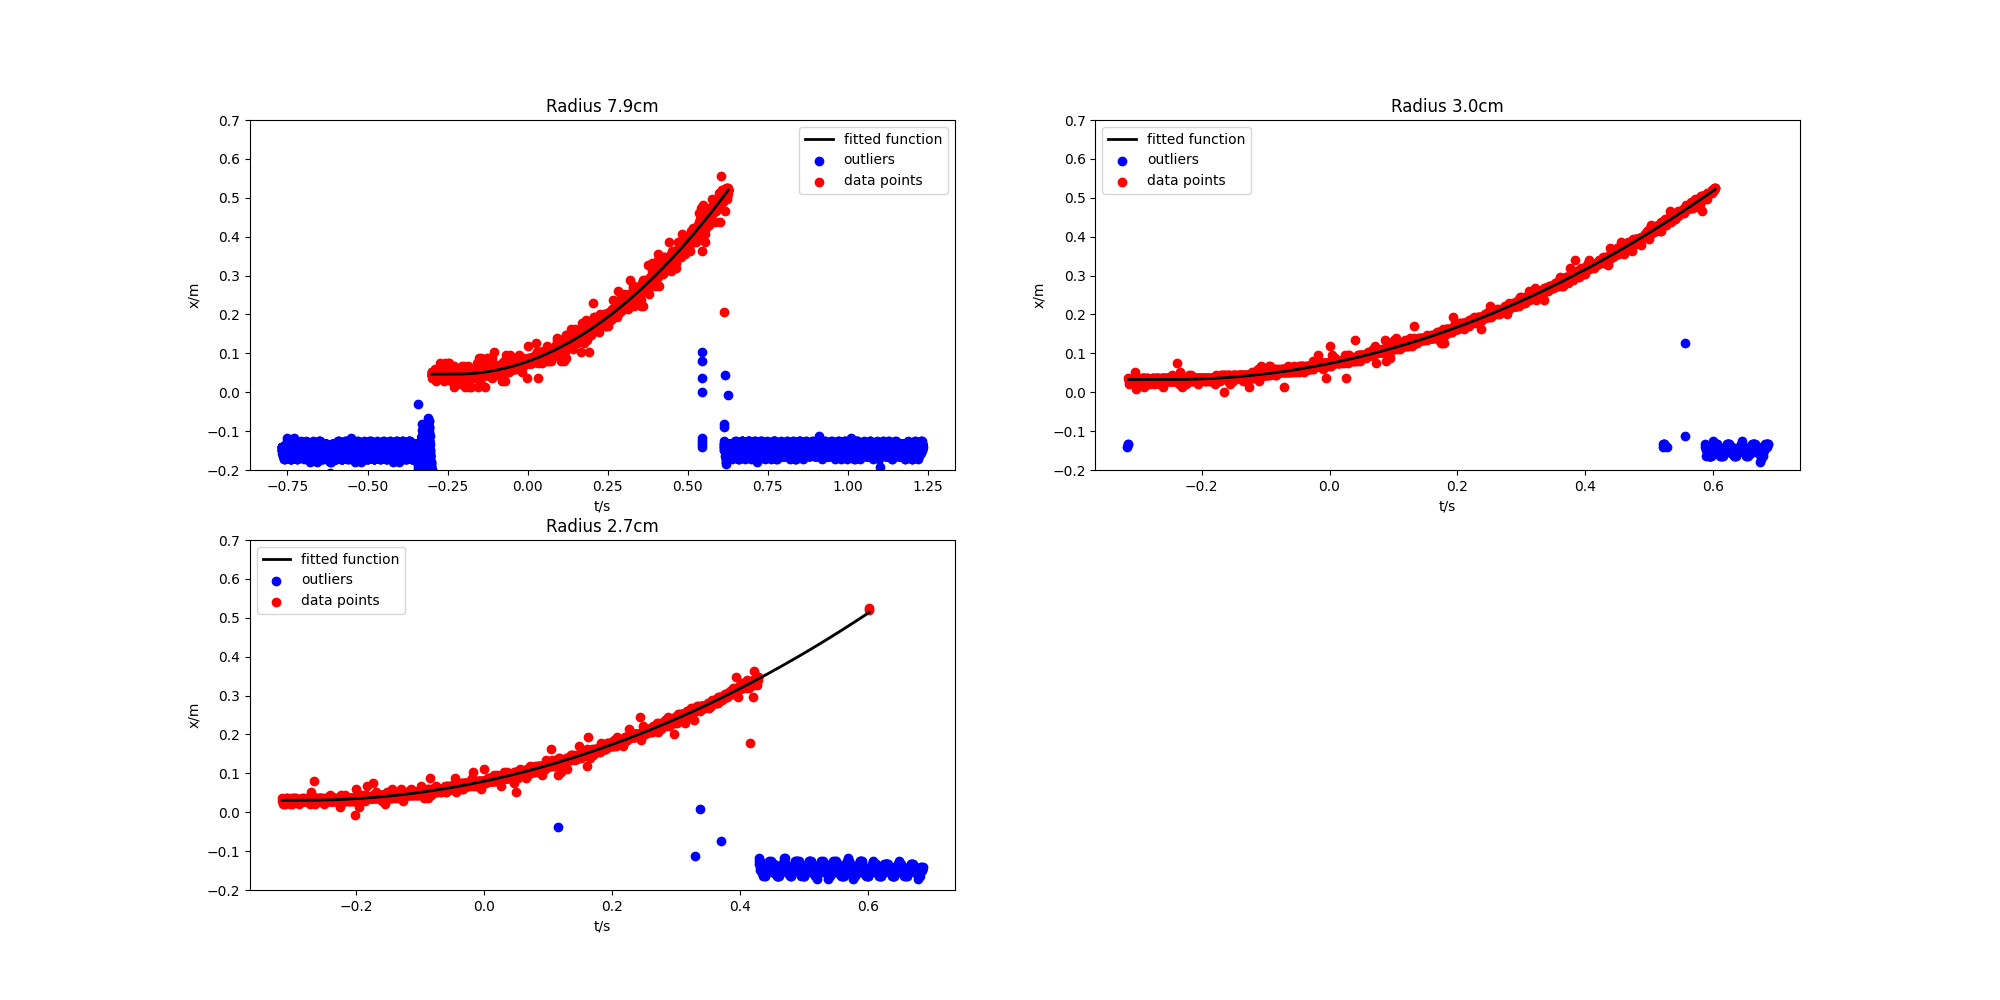 Radius 7.9cm
0.7
0.6
0.5
0.4
0.3
0.2
0.1
0.0
−0.1
−0.2
x/m
fitted function
outliers
data points
−0.75 −0.50 −0.25 0.00 0.25 0.50 0.75 1.00 1.25
t/s
Radius 3.0cm
0.7
0.6
0.5
0.4
0.3
0.2
0.1
0.0
−0.1
−0.2
x/m
fitted function
outliers
data points
−0.2 0.0 0.2 0.4 0.6
t/s
Radius 2.7cm
0.7
0.6
0.5
0.4
0.3
0.2
0.1
0.0
−0.1
−0.2
x/m
fitted function
outliers
data points
−0.2 0.0 0.2 0.4 0.6
t/s